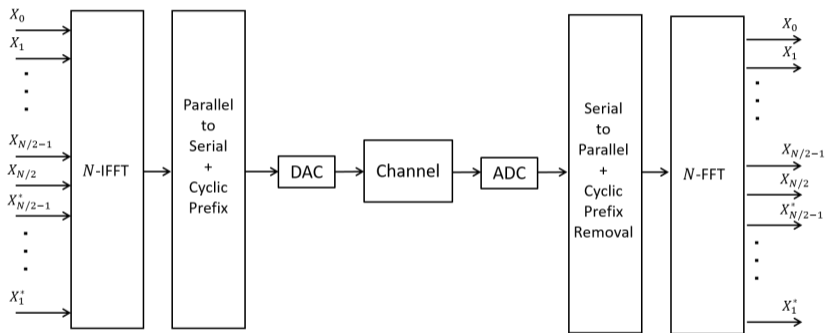 X_0
X_1
X_{N/2−1}
X_{N/2}
X^*_{N/2−1}
X^*_1
N-IFFT
Parallel
to
Serial
+
Cyclic
Prefix
DAC
Channel
ADC
Serial
to
Parallel
+
Cyclic
Prefix
Removal
N-FFT
X_0
X_1
X_{N/2−1}
X_{N/2}
X^*_{N/2−1}
X^*_1